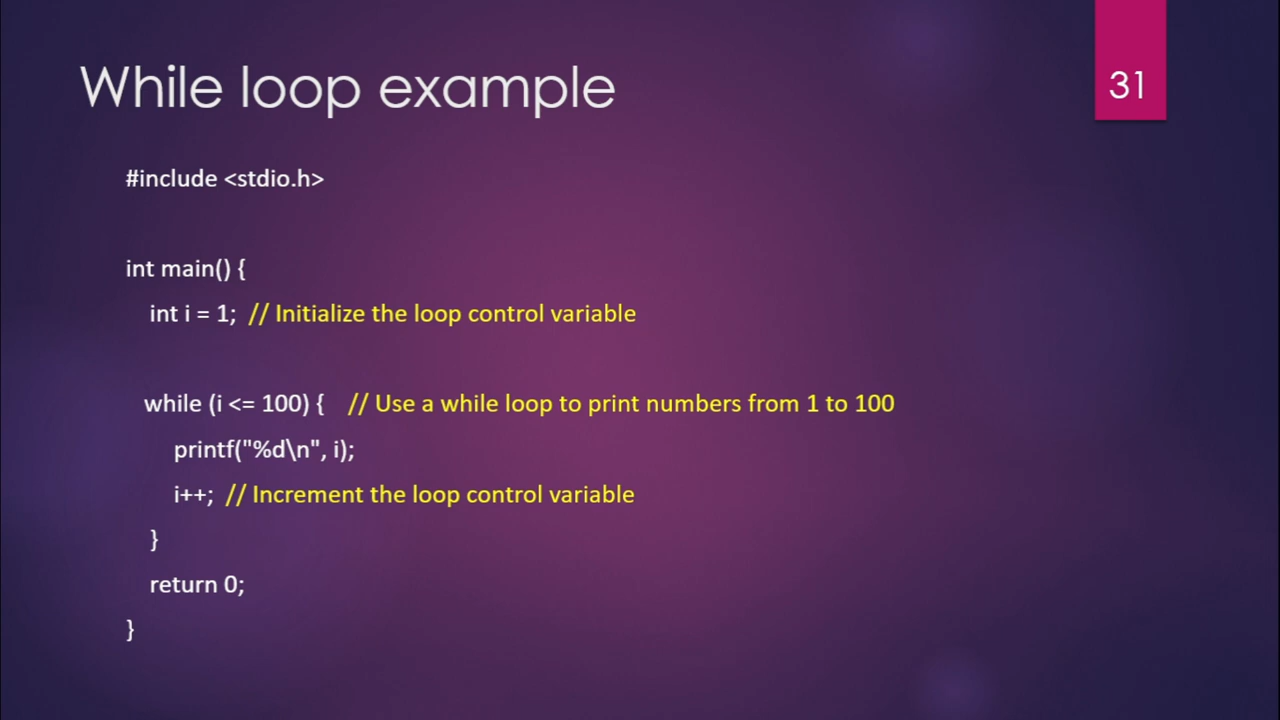 While loop example
31
#include <stdio.h>
int main() {
int i = 1; // Initialize the loop control variable
while (i <= 100) { // Use a while loop to print numbers from 1 to 100
printf("%d\n", i);
i++; // Increment the loop control variable
}
return 0;
}